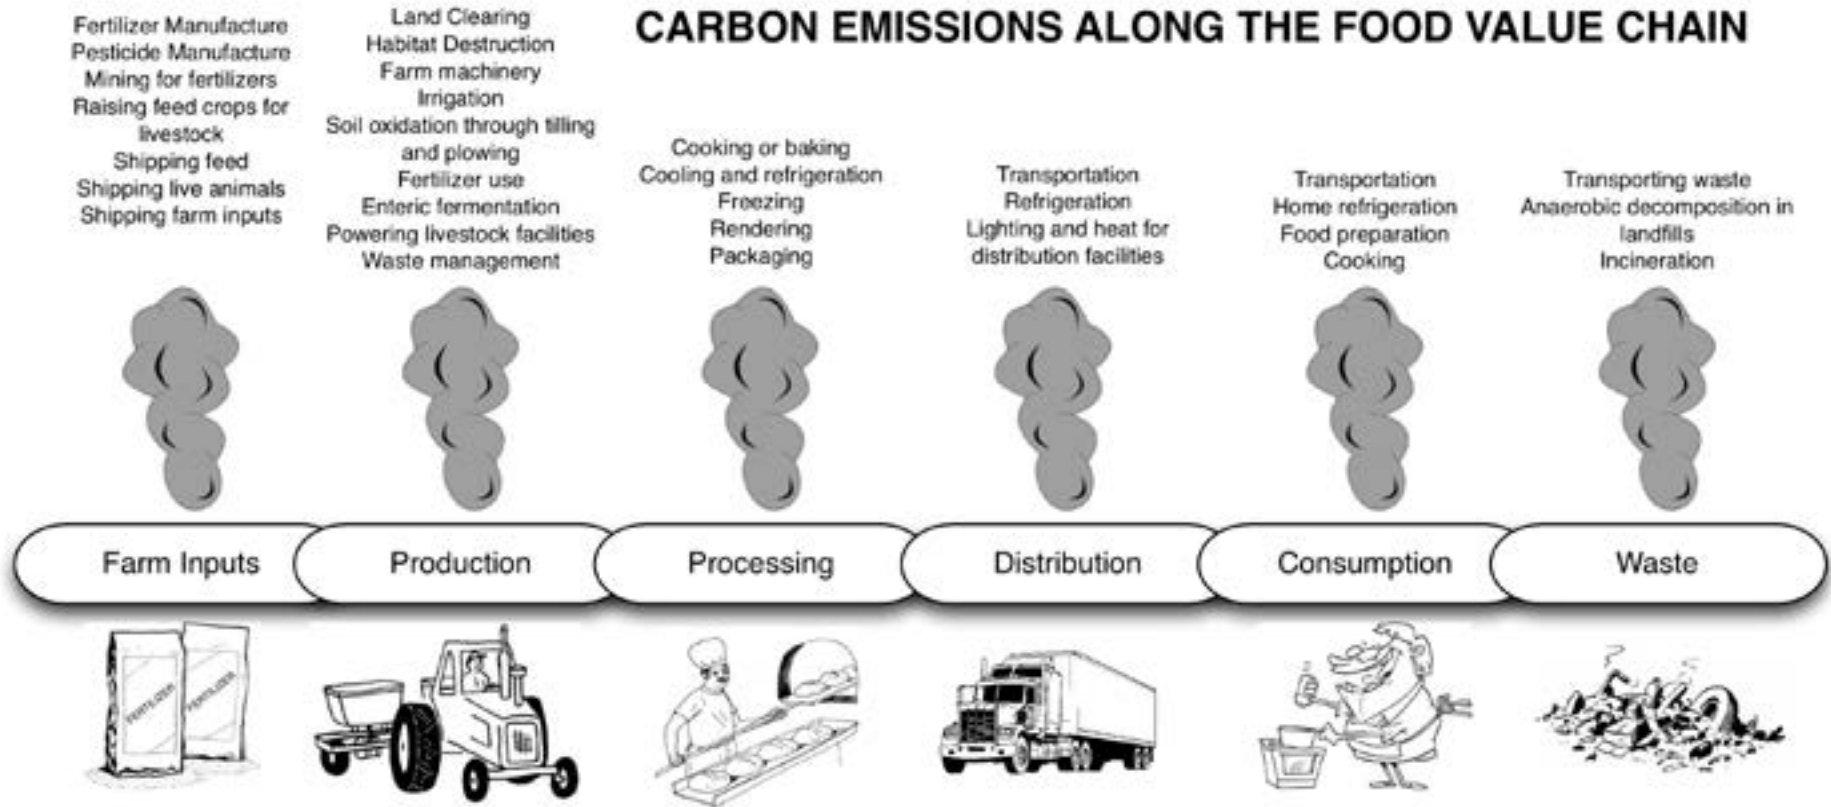 CARBON EMISSIONS ALONG THE FOOD VALUE CHAIN
Fertilizer Manufacture
Pesticide Manufacture
Mining for fertilizers
Raising feed crops for
livestock
Shipping feed
Shipping live animals
Shipping farm inputs
Land Clearing
Habitat Destruction
Farm machinery
Irrigation
Soil oxidation through tilling
and plowing
Fertilizer use
Enteric fermentation
Powering livestock facilities
Waste management
Cooking or baking
Cooling and refrigeration
Freezing
Rendering
Packaging
Transportation
Refrigeration
Lighting and heat for
distribution facilities
Transportation
Home refrigeration
Food preparation
Cooking
Transporting waste
Anaerobic decomposition in
landfills
Incineration
Farm Inputs
Production
Processing
Distribution
Consumption
Waste
FERTILIZER
FERTILIZER